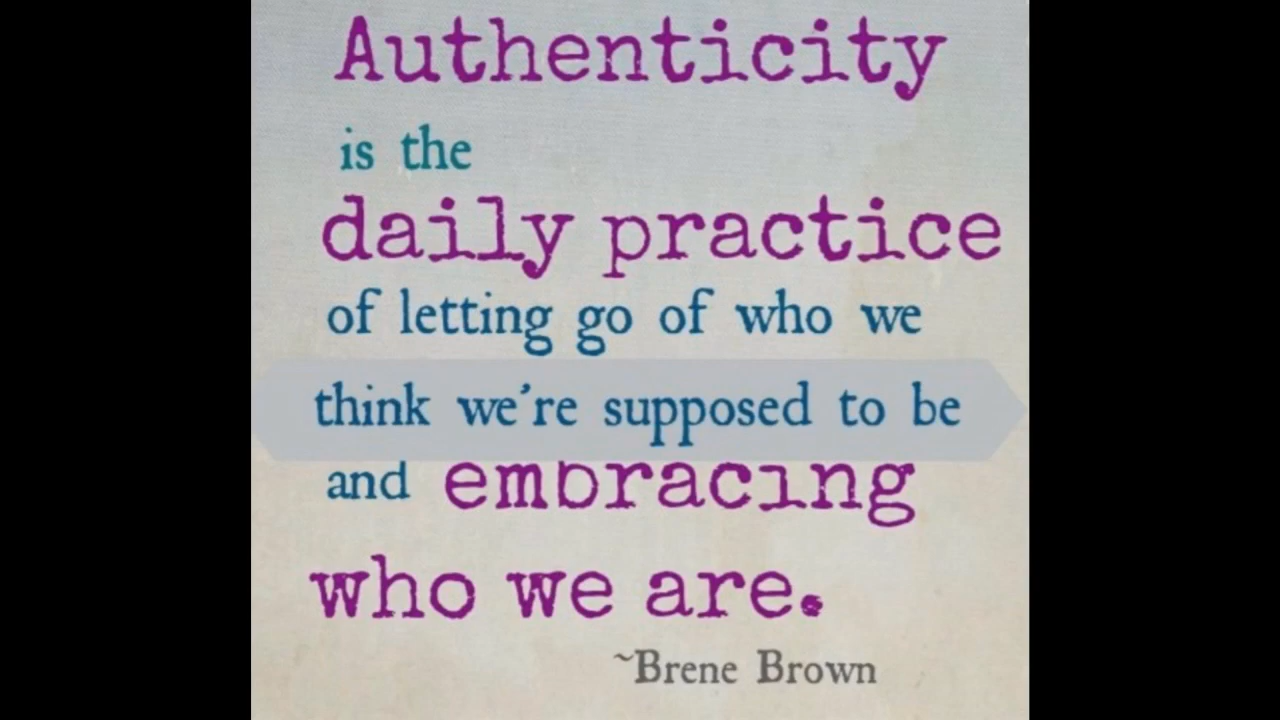 Authenticity
is the
daily practice
of letting go of who we
think we're supposed to be
and embracing
who we are.
~Brene Brown